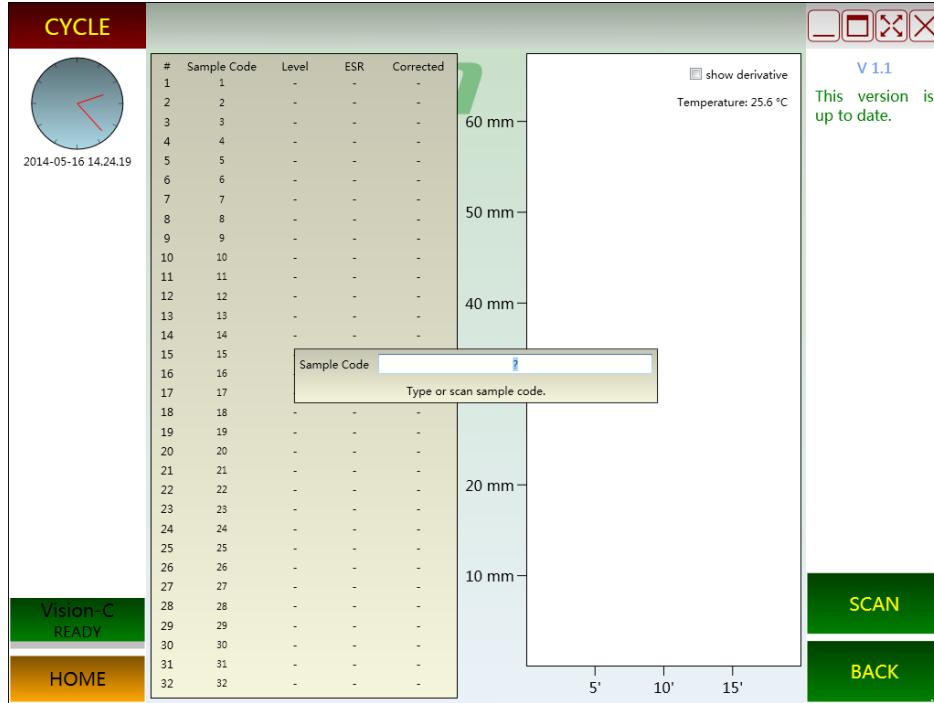 CYCLE
2014-05-16 14.24.19
Vision-C
READY
HOME
# Sample Code Level ESR Corrected
1 1 - - -
2 2 - - -
3 3 - - -
4 4 - - -
5 5 - - -
6 6 - - -
7 7 - - -
8 8 - - -
9 9 - - -
10 10 - - -
11 11 - - -
12 12 - - -
13 13 - - -
14 14 - - -
15 15 -
16 16
17 17
18 18 - - -
19 19 - - -
20 20 - - -
21 21 - - -
22 22 - - -
23 23 - - -
24 24 - - -
25 25 - - -
26 26 - - -
27 27 - - -
28 28 - - -
29 29 - - -
30 30 - - -
31 31 - - -
32 32 - - -
Sample Code ?
Type or scan sample code.
show derivative
Temperature: 25.6 °C
60 mm
50 mm
40 mm
20 mm
10 mm
5' 10' 15'
V 1.1
This version is
up to date.
SCAN
BACK